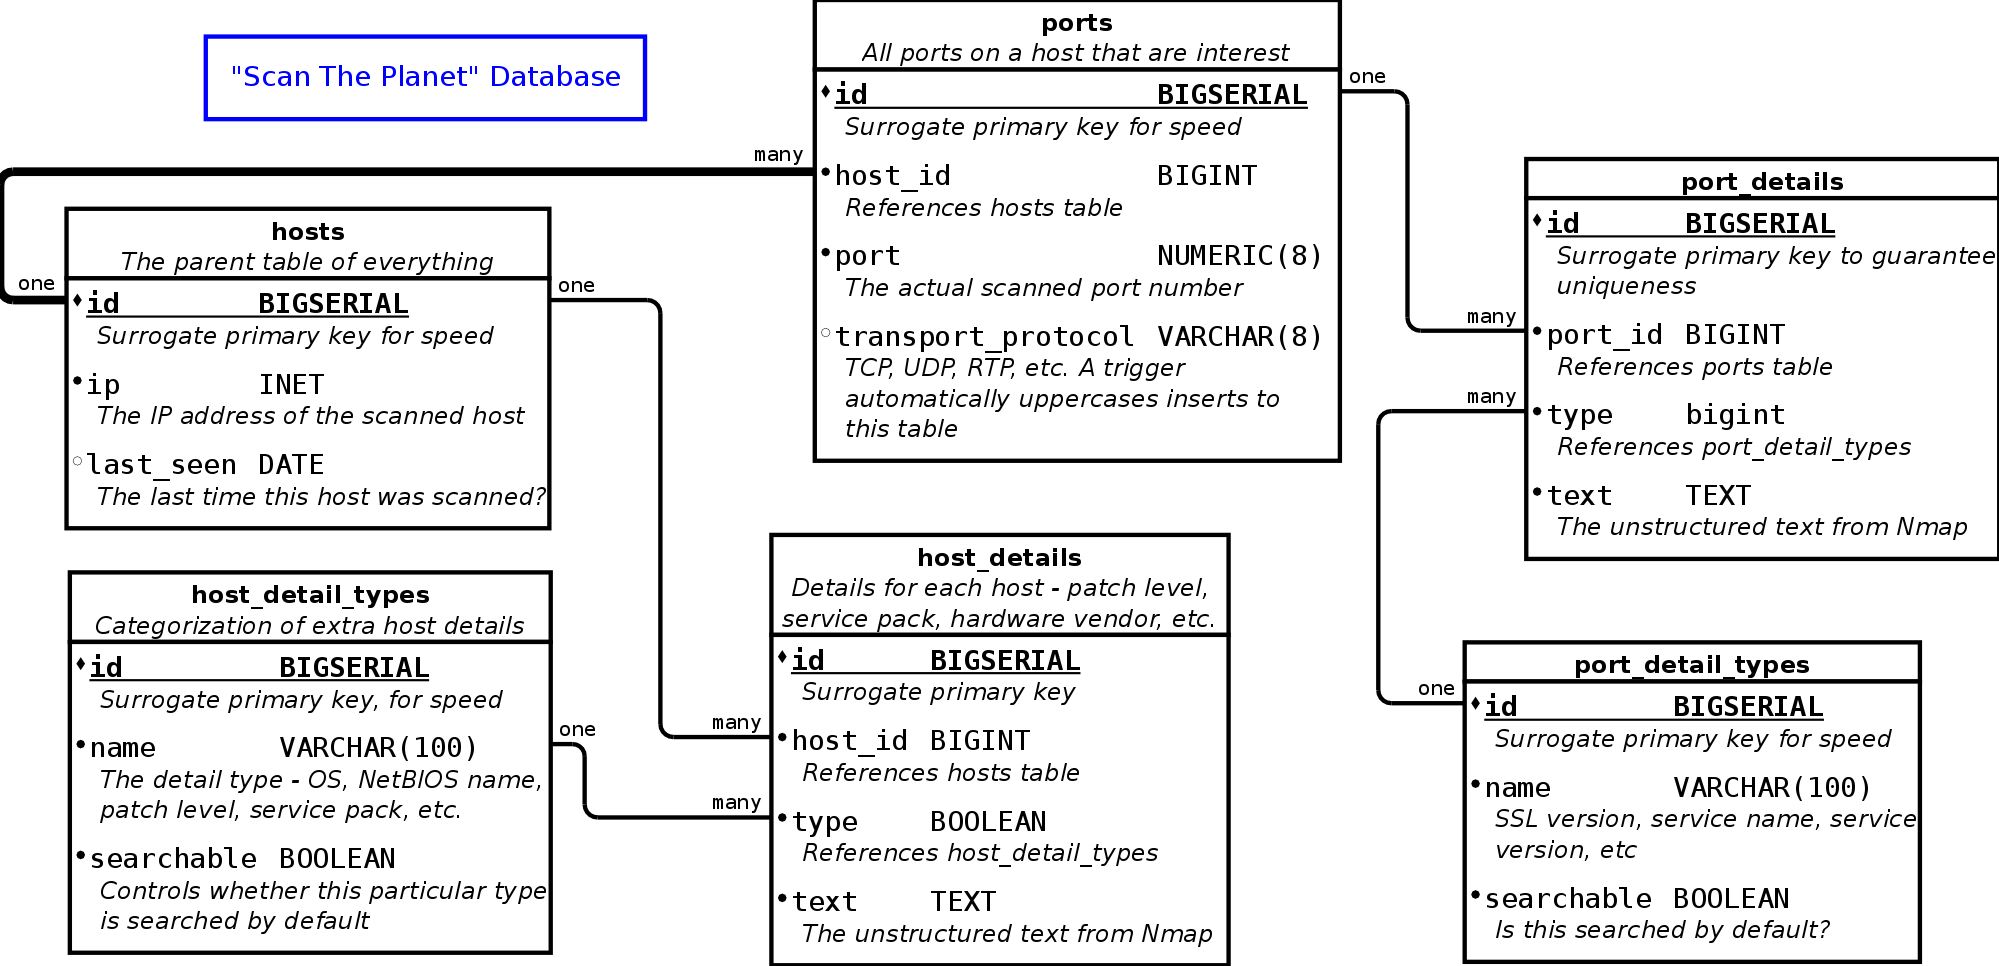 "Scan The Planet" Database
ports
All ports on a host that are interest
id BIGSERIAL
Surrogate primary key for speed
host_id BIGINT
References hosts table
port NUMERIC(8)
The actual scanned port number
transport_protocol VARCHAR(8)
TCP, UDP, RTP, etc. A trigger
automatically uppercases inserts to
this table
one
many
many
one
hosts
The parent table of everything
id BIGSERIAL
Surrogate primary key for speed
ip INET
The IP address of the scanned host
last_seen DATE
The last time this host was scanned?
one
many
port_details
id BIGSERIAL
Surrogate primary key to guarantee
uniqueness
port_id BIGINT
References ports table
type bigint
References port_detail_types
text TEXT
The unstructured text from Nmap
many
one
host_detail_types
Categorization of extra host details
id BIGSERIAL
Surrogate primary key, for speed
name VARCHAR(100)
The detail type - OS, NetBIOS name,
patch level, service pack, etc.
searchable BOOLEAN
Controls whether this particular type
is searched by default
one
many
many
host_details
Details for each host - patch level,
service pack, hardware vendor, etc.
id BIGSERIAL
Surrogate primary key
host_id BIGINT
References hosts table
type BOOLEAN
References host_detail_types
text TEXT
The unstructured text from Nmap
port_detail_types
id BIGSERIAL
Surrogate primary key for speed
name VARCHAR(100)
SSL version, service name, service
version, etc
searchable BOOLEAN
Is this searched by default?